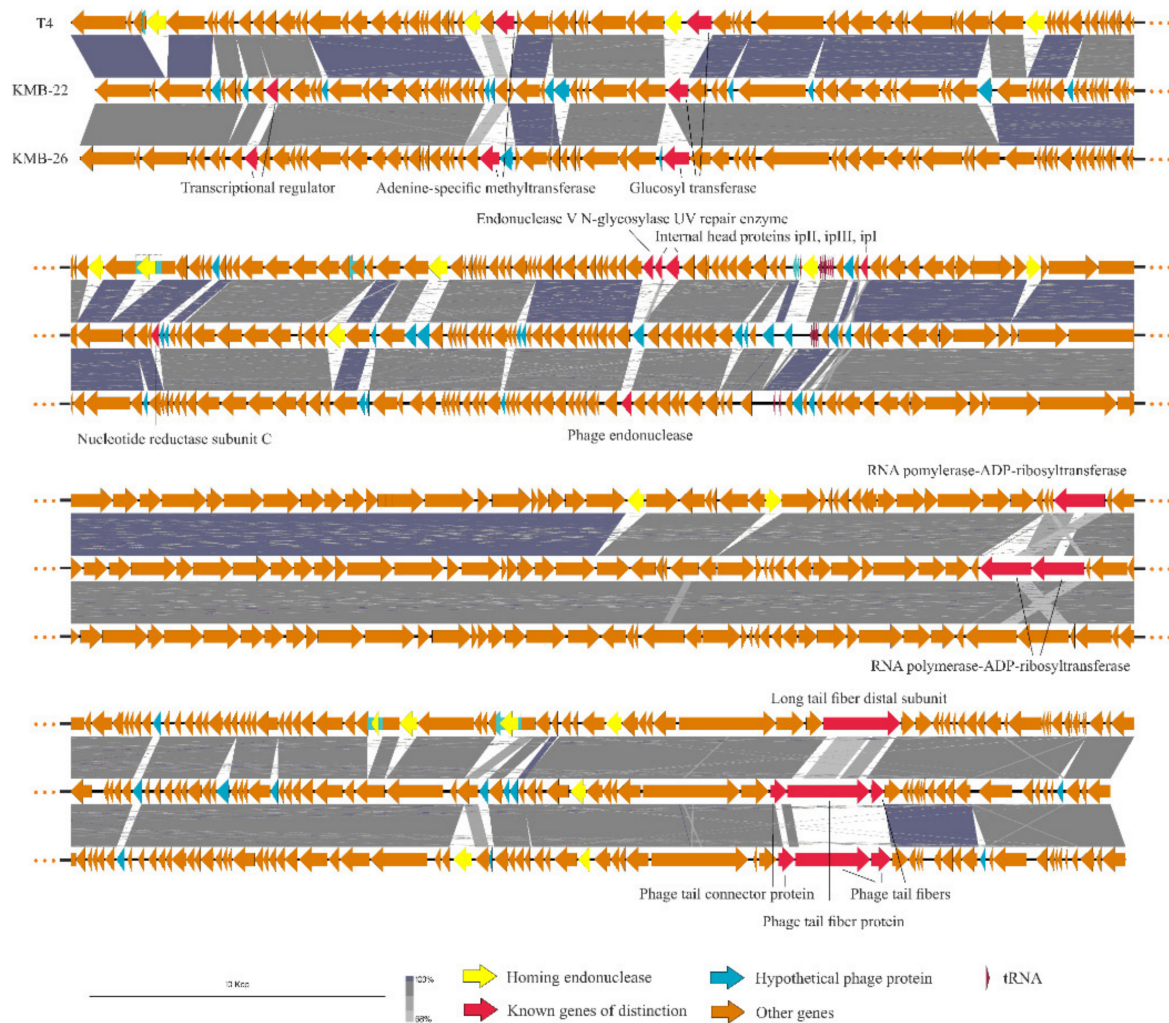 T4
KMB-22
KMB-26
Transcriptional regulator
Adenine-specific methyltransferase
Glucosyl transferase
Endonuclease V N-glycosylase UV repair enzyme
Internal head proteins ipII, ipIII, ipI
Nucleotide reductase subunit C
Phage endonuclease
RNA pomylerase-ADP-ribosyltransferase
RNA polymerase-ADP-ribosyltransferase
Long tail fiber distal subunit
Phage tail connector protein
Phage tail fibers
Phage tail fiber protein
100%
68%
Homing endonuclease
Hypothetical phage protein
tRNA
Known genes of distinction
Other genes